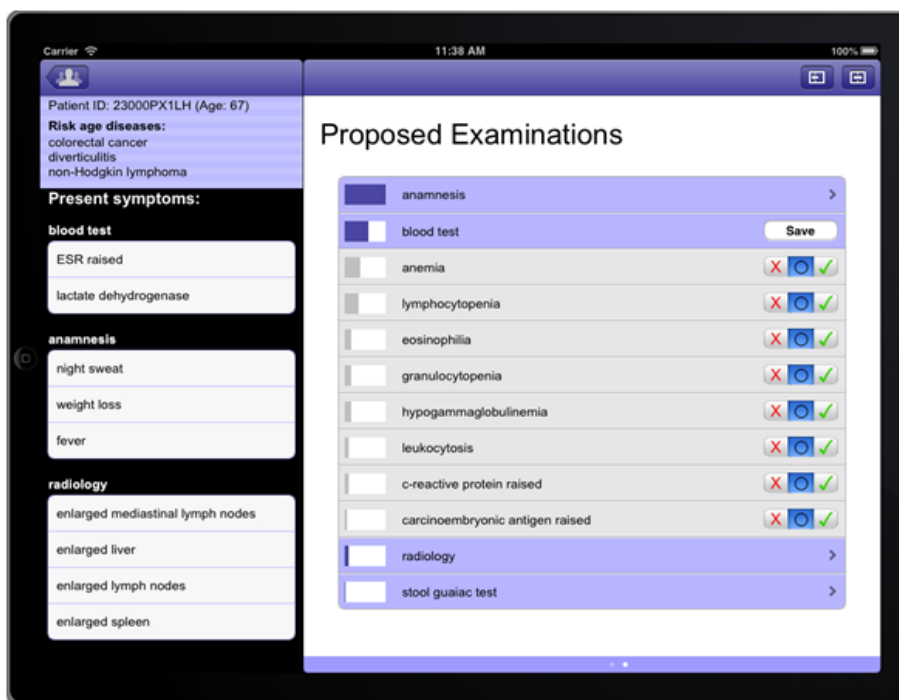 Carrier
11:38 AM
100%
Patient ID: 23000PX1LH (Age: 67)
Risk age diseases:
colorectal cancer
diverticulitis
non-Hodgkin lymphoma
Present symptoms:
blood test
ESR raised
lactate dehydrogenase
anamnesis
night sweat
weight loss
fever
radiology
enlarged mediastinal lymph nodes
enlarged liver
enlarged lymph nodes
enlarged spleen
Proposed Examinations
anamnesis
blood test
Save
anemia
lymphocytopenia
eosinophilia
granulocytopenia
hypogammaglobulinemia
leukocytosis
c-reactive protein raised
carcinoembryonic antigen raised
radiology
stool guaiac test